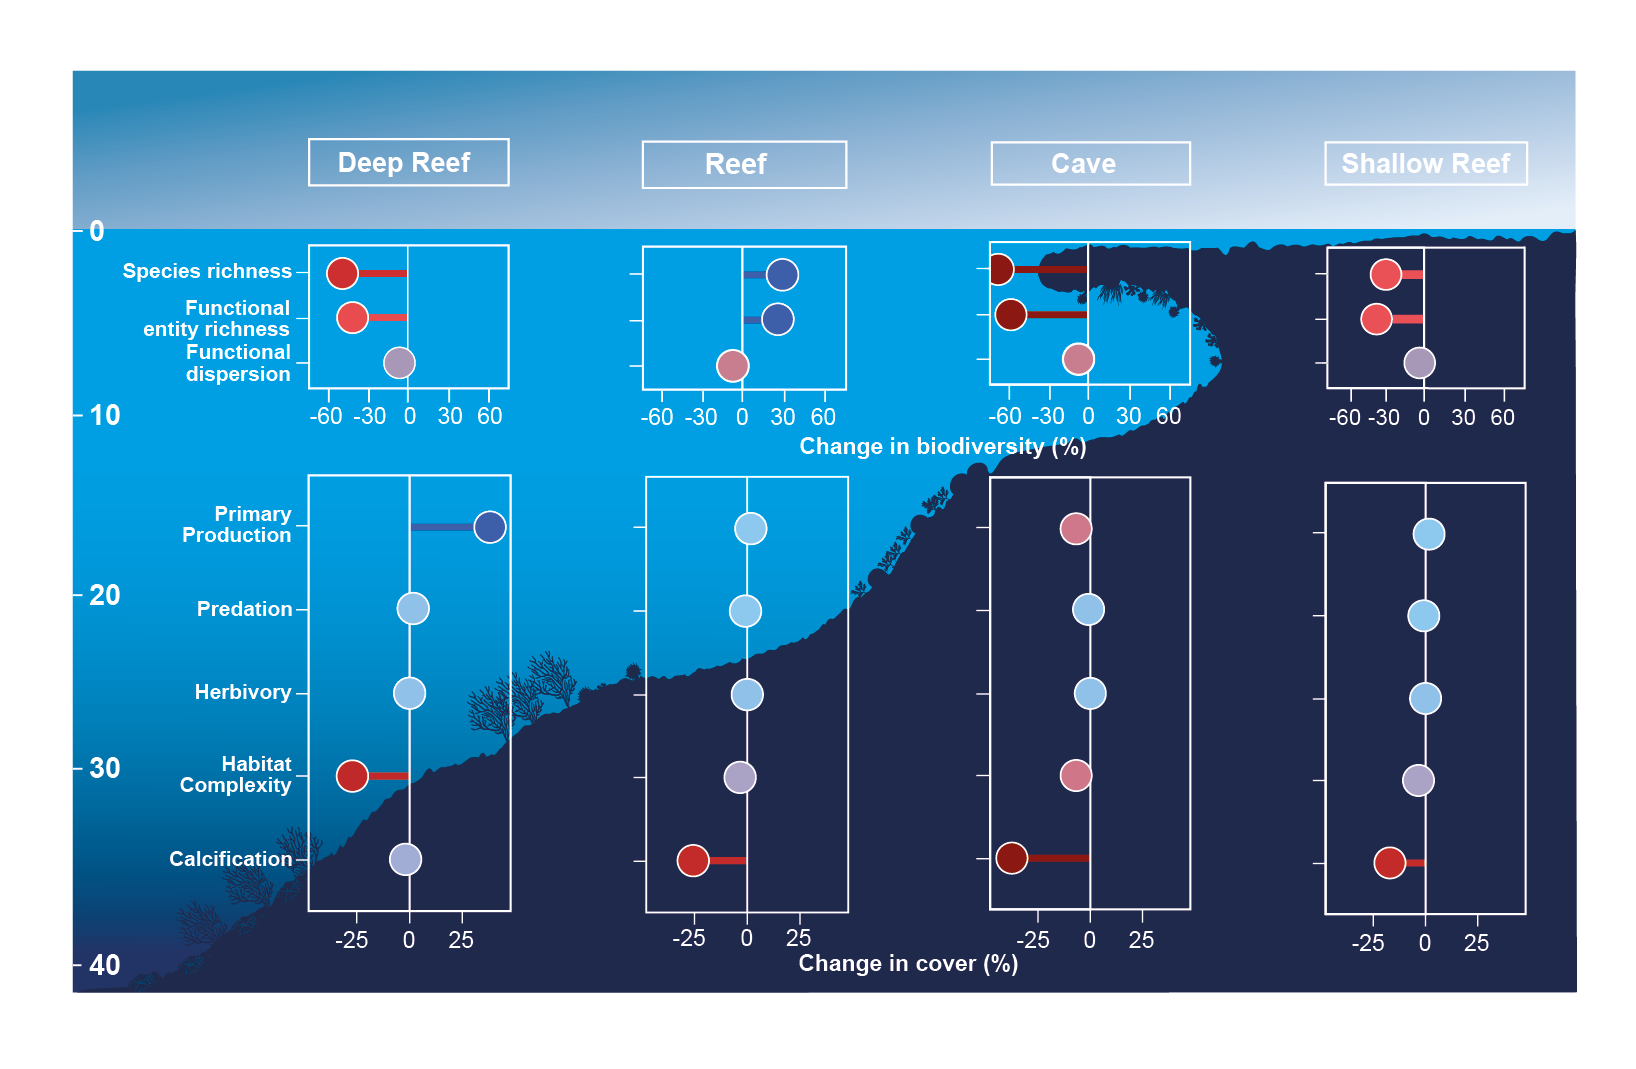 Deep Reef
Reef
Cave
Shallow Reef
0
10
20
30
40
Species richness
Functional
entity richness
Functional
dispersion
-60 -30 0 30 60
-60 -30 0 30 60
-60 -30 0 30 60
-60 -30 0 30 60
Change in biodiversity (%)
Primary
Production
Predation
Herbivory
Habitat
Complexity
Calcification
-25 0 25
-25 0 25
-25 0 25
-25 0 25
Change in cover (%)